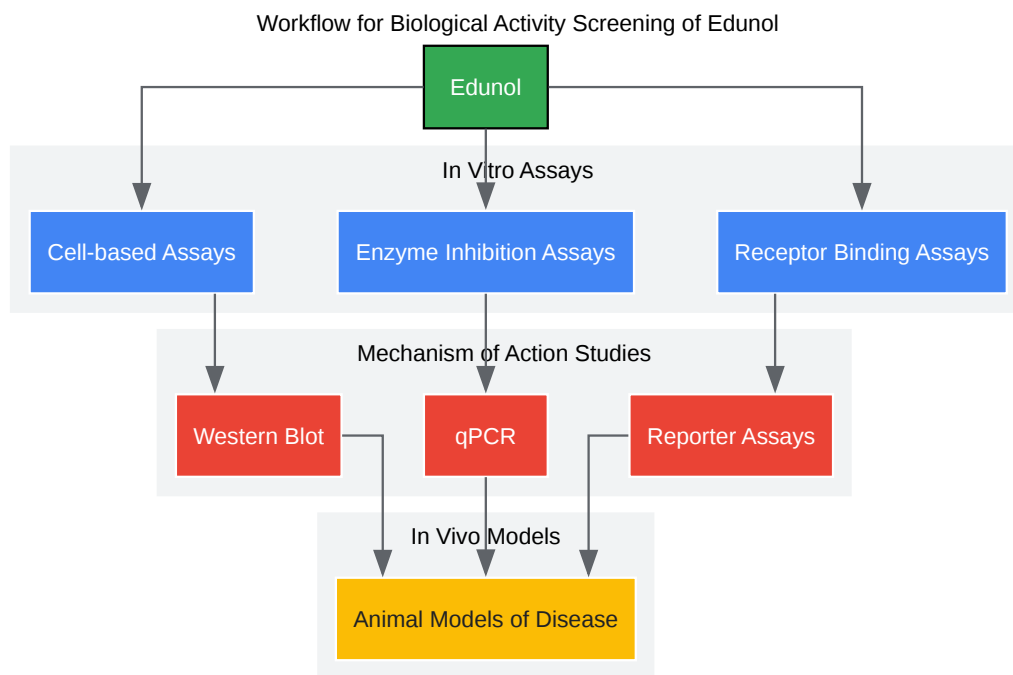 Workflow for Biological Activity Screening of Edunol
Edunol
In Vitro Assays
Cell-based Assays
Enzyme Inhibition Assays
Receptor Binding Assays
Mechanism of Action Studies
Western Blot
qPCR
Reporter Assays
In Vivo Models
Animal Models of Disease